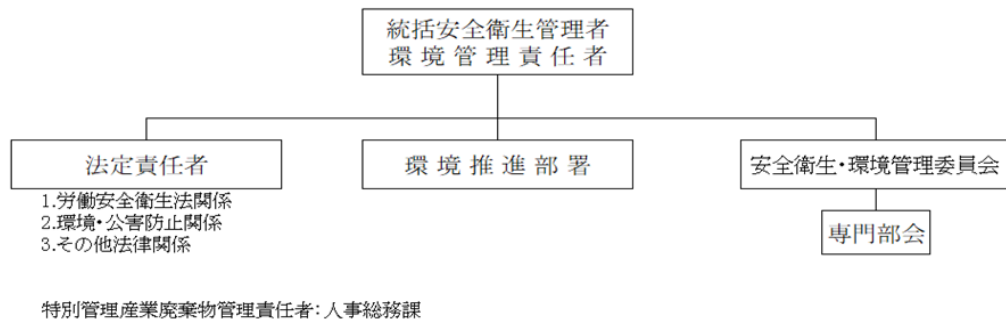 統括安全衛生管理者
環境管理責任者
法定責任者
環境推進部署
安全衛生・環境管理委員会
1.労働安全衛生法関係
2.環境・公害防止関係
3.その他法律関係
専門部会
特別管理産業廃棄物管理責任者：人事総務課